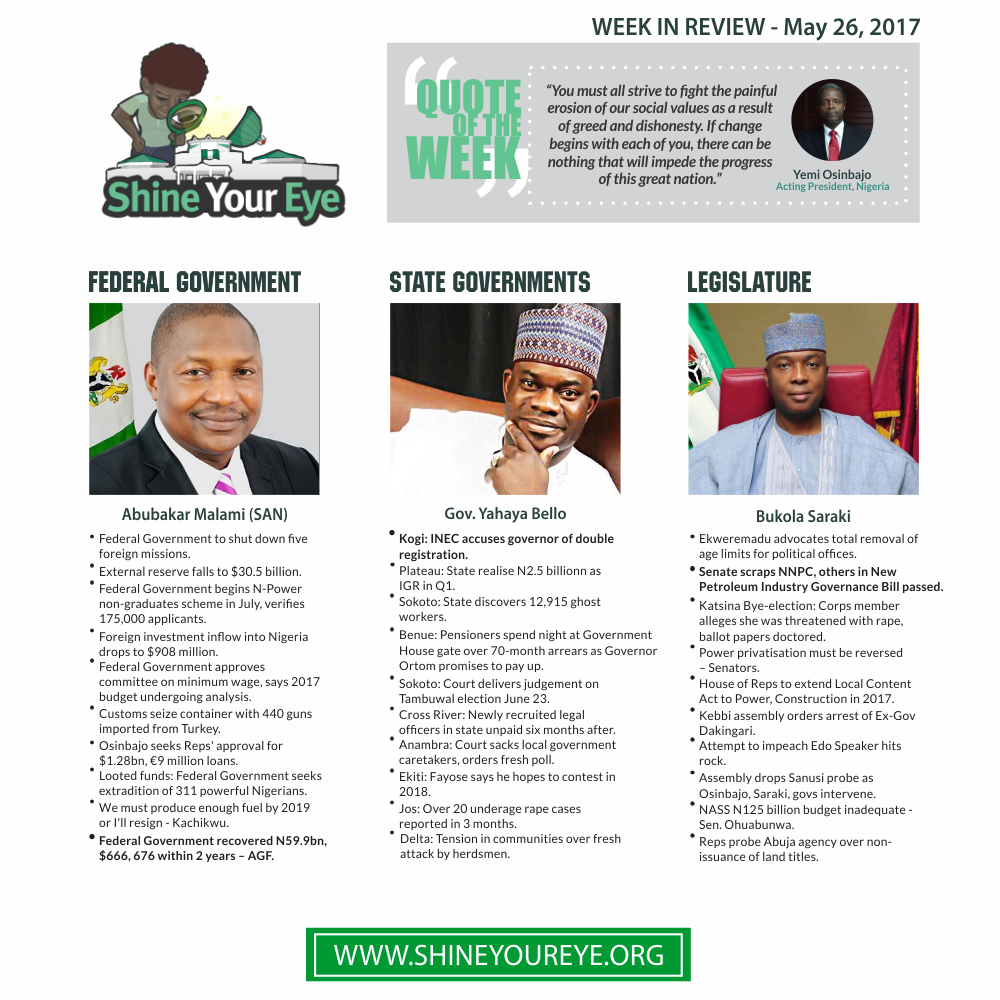 WEEK IN REVIEW - May 26, 2017
Shine Your Eye
QUOTE
OF THE
WEEK
“You must all strive to fight the painful
erosion of our social values as a result
of greed and dishonesty. If change
begins with each of you, there can be
nothing that will impede the progress
of this great nation.”
Yemi Osinbajo
Acting President, Nigeria
FEDERAL GOVERNMENT
Abubakar Malami (SAN)
• Federal Government to shut down five
foreign missions.
• External reserve falls to $30.5 billion.
• Federal Government begins N-Power
non-graduates scheme in July, verifies
175,000 applicants.
• Foreign investment inflow into Nigeria
drops to $908 million.
• Federal Government approves
committee on minimum wage, says 2017
budget undergoing analysis.
• Customs seize container with 440 guns
imported from Turkey.
• Osinbajo seeks Reps' approval for
$1.28bn, €9 million loans.
• Looted funds: Federal Government seeks
extradition of 311 powerful Nigerians.
• We must produce enough fuel by 2019
or I'll resign - Kachikwu.
• Federal Government recovered N59.9bn,
$666, 676 within 2 years – AGF.
STATE GOVERNMENTS
Gov. Yahaya Bello
• Kogi: INEC accuses governor of double
registration.
• Plateau: State realise N2.5 billionn as
IGR in Q1.
• Sokoto: State discovers 12,915 ghost
workers.
• Benue: Pensioners spend night at Government
House gate over 70-month arrears as Governor
Ortom promises to pay up.
• Sokoto: Court delivers judgement on
Tambuwal election June 23.
• Cross River: Newly recruited legal
officers in state unpaid six months after.
• Anambra: Court sacks local government
caretakers, orders fresh poll.
• Ekiti: Fayose says he hopes to contest in
2018.
• Jos: Over 20 underage rape cases
reported in 3 months.
• Delta: Tension in communities over fresh
attack by herdsmen.
LEGISLATURE
Bukola Saraki
• Ekweremadu advocates total removal of
age limits for political offices.
• Senate scraps NNPC, others in New
Petroleum Industry Governance Bill passed.
• Katsina Bye-election: Corps member
alleges she was threatened with rape,
ballot papers doctored.
• Power privatisation must be reversed
– Senators.
• House of Reps to extend Local Content
Act to Power, Construction in 2017.
• Kebbi assembly orders arrest of Ex-Gov
Dakingari.
• Attempt to impeach Edo Speaker hits
rock.
• Assembly drops Sanusi probe as
Osinbajo, Saraki, govs intervene.
• NASS N125 billion budget inadequate -
Sen. Ohuabunwa.
• Reps probe Abuja agency over non-
issuance of land titles.
WWW.SHINEYOUREYE.ORG